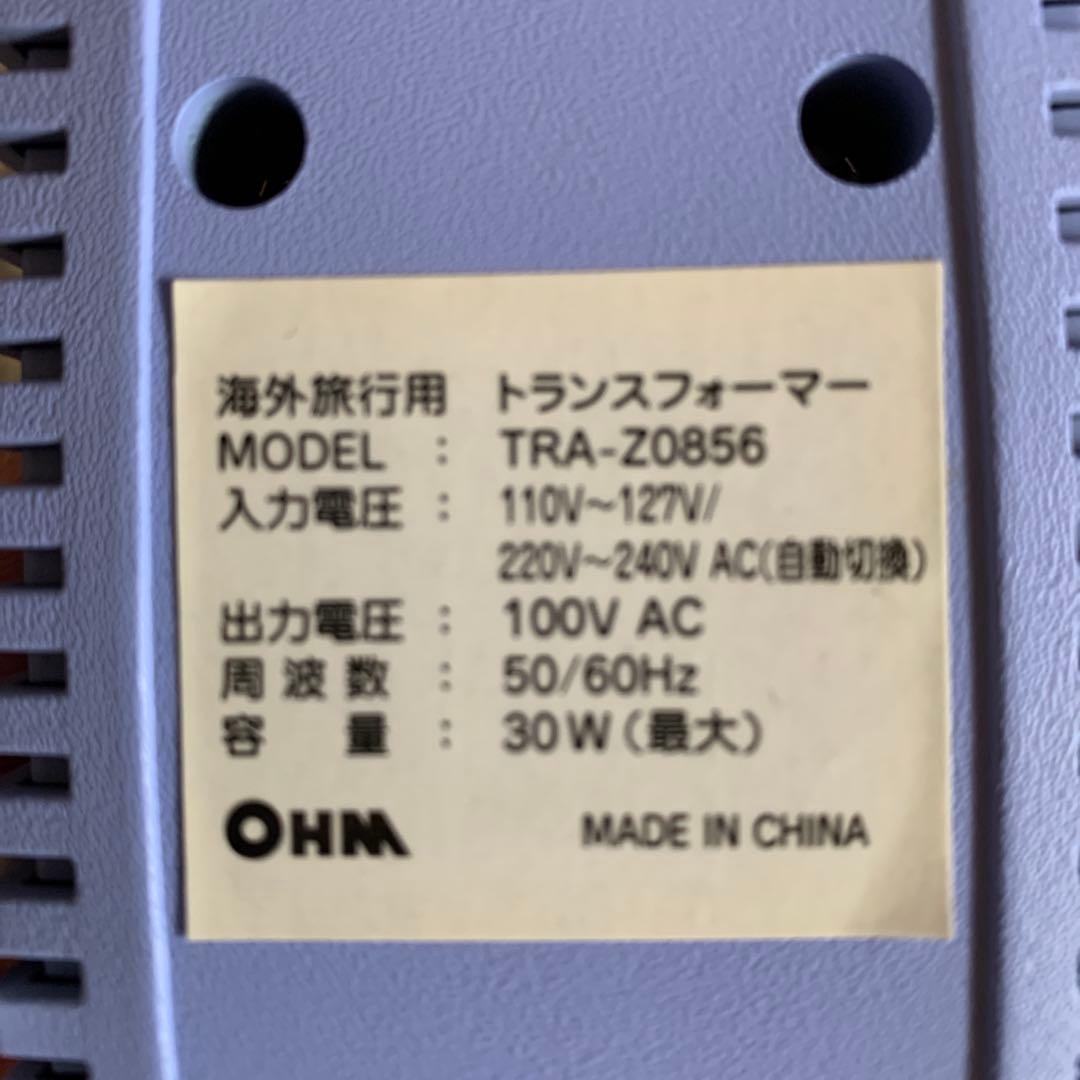 海外旅行用 トランスフォーマー
MODEL : TRA-Z0856
入力電圧 : 110V～127V/
220V～240V AC(自動切換)
出力電圧 : 100V AC
周波数 : 50/60Hz
容量 : 30W(最大)
OHM MADE IN CHINA